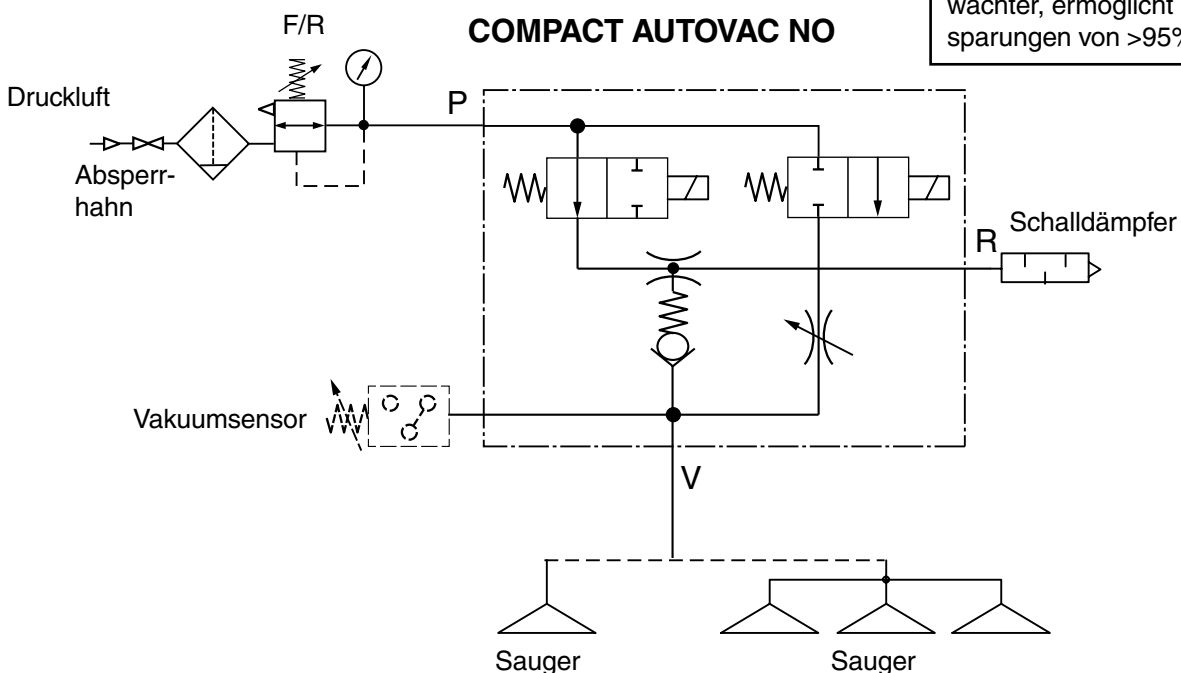 wächter, ermöglicht
sparungen von >95%
COMPACT AUTOVAC NO
F/R
Druckluft
P
Absperr-
hahn
R
Schalldämpfer
Vakuumsensor
V
Sauger
Sauger